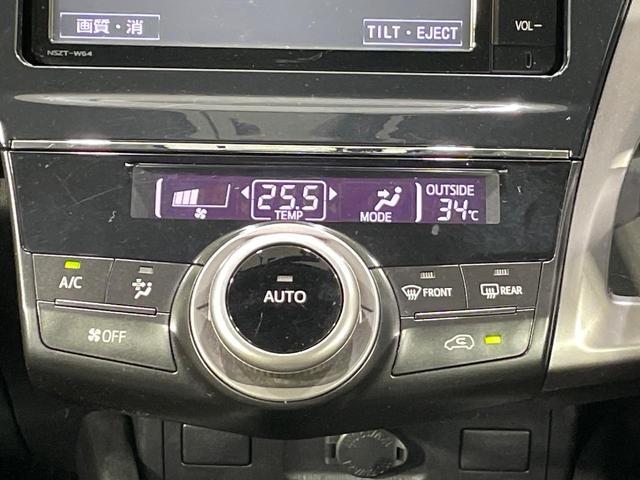 画質・消
TILT・EJECT
VOL−
NSZT-W64
25.5
TEMP
MODE
OUTSIDE
34℃
A/C
AUTO
FRONT
REAR
OFF